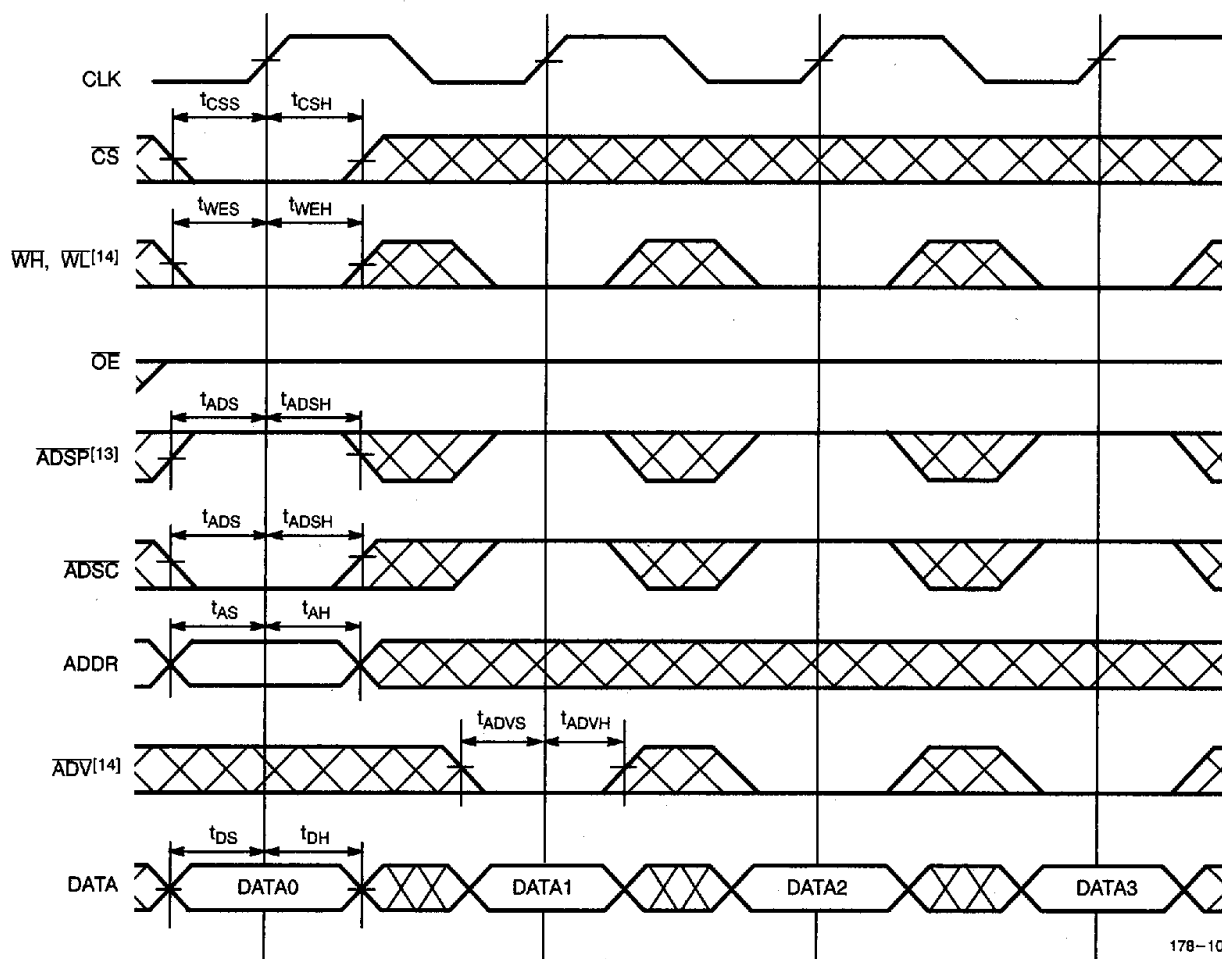 CLK
tCSS tCSH
CS
tWES tWEH
WH, WL[14]
OE
tADS tADSH
ADSP[13]
tADS tADSH
ADSC
tAS tAH
ADDR
tADVS tADVH
ADV[14]
tDS tDH
DATA DATA0 DATA1 DATA2 DATA3
178-10